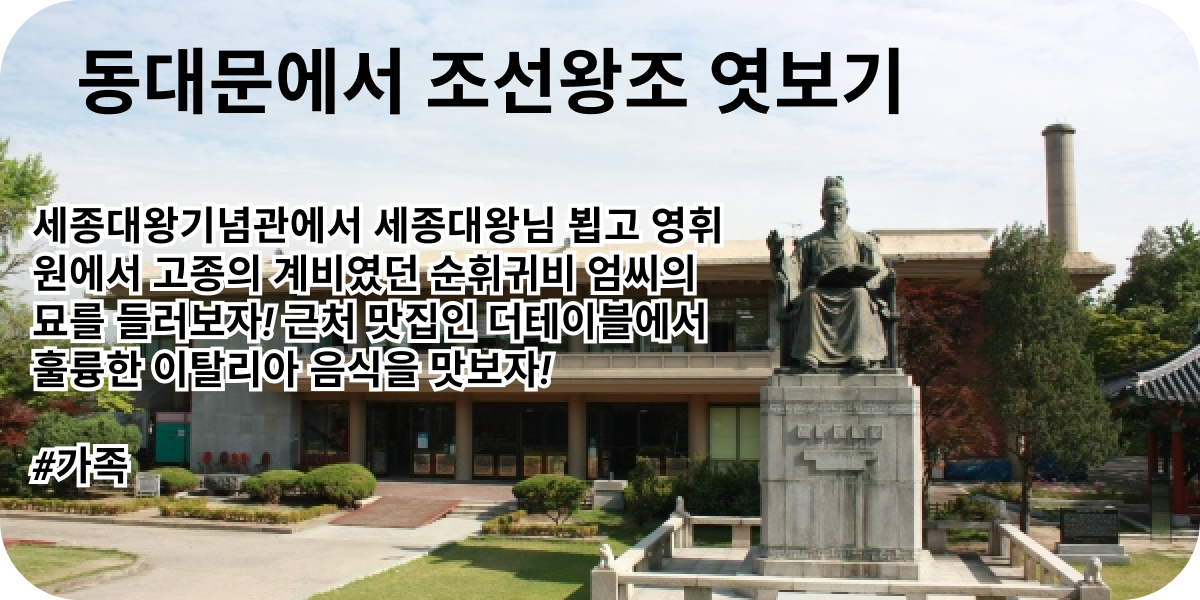 동대문에서 조선왕조 엿보기
세종대왕기념관에서 세종대왕님 뵙고 영휘
원에서 고종의 계비였던 순휘귀비 엄씨의
묘를 들러보자! 근처 맛집인 더테이블에서
훌륭한 이탈리아 음식을 맛보자!
#가족